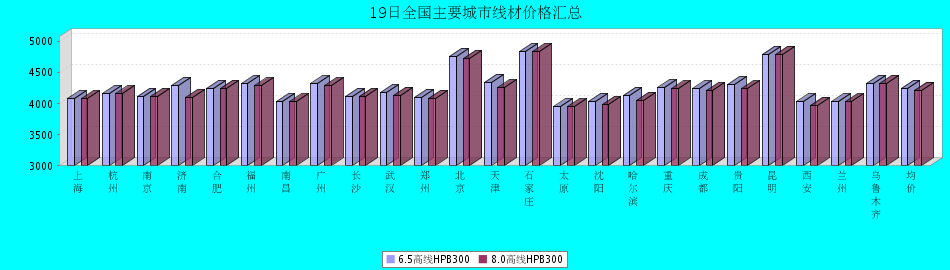 19日全国主要城市线材价格汇总
5000
4500
4000
3500
3000
上海
杭州
南京
济南
合肥
福州
南昌
广州
长沙
武汉
郑州
北京
天津
石家庄
太原
沈阳
哈尔滨
重庆
成都
贵阳
昆明
西安
兰州
乌鲁木齐
均价
6.5高线HPB300 8.0高线HPB300